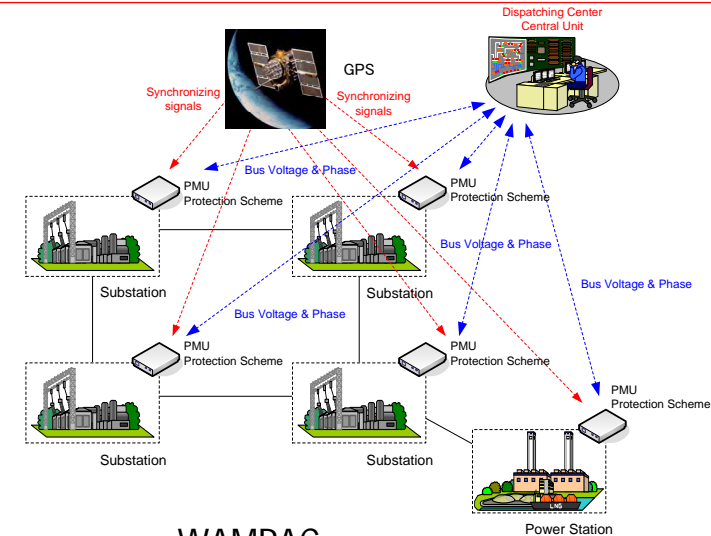 Dispatching Center
Central Unit
GPS
Synchronizing
signals
Synchronizing
signals
Bus Voltage & Phase
PMU
Protection Scheme
PMU
Protection Scheme
Bus Voltage & Phase
Substation
Substation
Bus Voltage & Phase
Bus Voltage & Phase
PMU
Protection Scheme
PMU
Protection Scheme
PMU
Protection Scheme
Substation
Substation
LNG
Power Station
WAMPAC